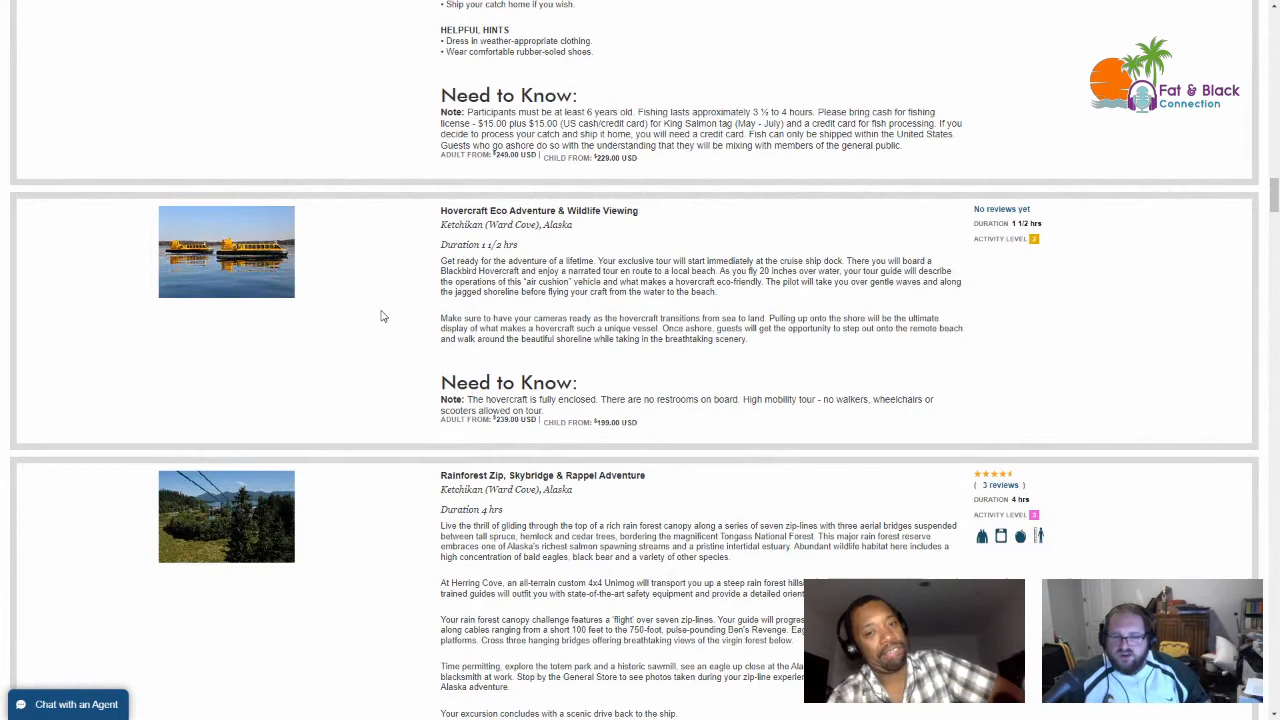 • Ship your catch home if you wish.
HELPFUL HINTS
• Dress in weather-appropriate clothing.
• Wear comfortable rubber-soled shoes.
Fat & Black
Connection
Need to Know:
Note: Participants must be at least 6 years old. Fishing lasts approximately 3 ½ to 4 hours. Please bring cash for fishing
license - $15.00 plus $15.00 (US cash/credit card) for King Salmon tag (May - July) and a credit card for fish processing. If you
decide to process your catch and ship it home, you will need a credit card. Fish can only be shipped within the United States.
Guests who go ashore do so with the understanding that they will be mixing with members of the general public.
ADULT FROM: $249.00 USD | CHILD FROM: $229.00 USD
Hovercraft Eco Adventure & Wildlife Viewing
Ketchikan (Ward Cove), Alaska
Duration 1 1/2 hrs
No reviews yet
DURATION 1 1/2 hrs
ACTIVITY LEVEL 2
Get ready for the adventure of a lifetime. Your exclusive tour will start immediately at the cruise ship dock. There you will board a
Blackbird Hovercraft and enjoy a narrated tour en route to a local beach. As you fly 20 inches over water, your tour guide will describe
the operations of this “air cushion” vehicle and what makes a hovercraft eco-friendly. The pilot will take you over gentle waves and along
the jagged shoreline before flying your craft from the water to the beach.
Make sure to have your cameras ready as the hovercraft transitions from sea to land. Pulling up onto the shore will be the ultimate
display of what makes a hovercraft such a unique vessel. Once ashore, guests will get the opportunity to step out onto the remote beach
and walk around the beautiful shoreline while taking in the breathtaking scenery.
Need to Know:
Note: The hovercraft is fully enclosed. There are no restrooms on board. High mobility tour - no walkers, wheelchairs or
scooters allowed on tour.
ADULT FROM: $239.00 USD | CHILD FROM: $199.00 USD
Rainforest Zip, Skybridge & Rappel Adventure
Ketchikan (Ward Cove), Alaska
Duration 4 hrs
( 3 reviews )
DURATION 4 hrs
ACTIVITY LEVEL 3
Live the thrill of gliding through the top of a rich rain forest canopy along a series of seven zip-lines with three aerial bridges suspended
between tall spruce, hemlock and cedar trees, bordering the magnificent Tongass National Forest. This major rain forest reserve
embraces one of Alaska's richest salmon spawning streams and a pristine intertidal estuary. Abundant wildlife habitat here includes a
high concentration of bald eagles, black bear and a variety of other species.
At Herring Cove, an all-terrain custom 4x4 Unimog will transport you up a steep rain forest hills
trained guides will outfit you with state-of-the-art safety equipment and provide a detailed orient
Your rain forest canopy challenge features a 'flight' over seven zip-lines. Your guide will progres
along cables ranging from a short 100 feet to the 750-foot, pulse-pounding Ben's Revenge. Eag
platforms. Cross three hanging bridges offering breathtaking views of the virgin forest below.
Time permitting, explore the totem park and a historic sawmill, see an eagle up close at the Ala
blacksmith at work. Stop by the General Store to see photos taken during your zip-line experien
Alaska adventure.
Your excursion concludes with a scenic drive back to the ship.
Chat with an Agent